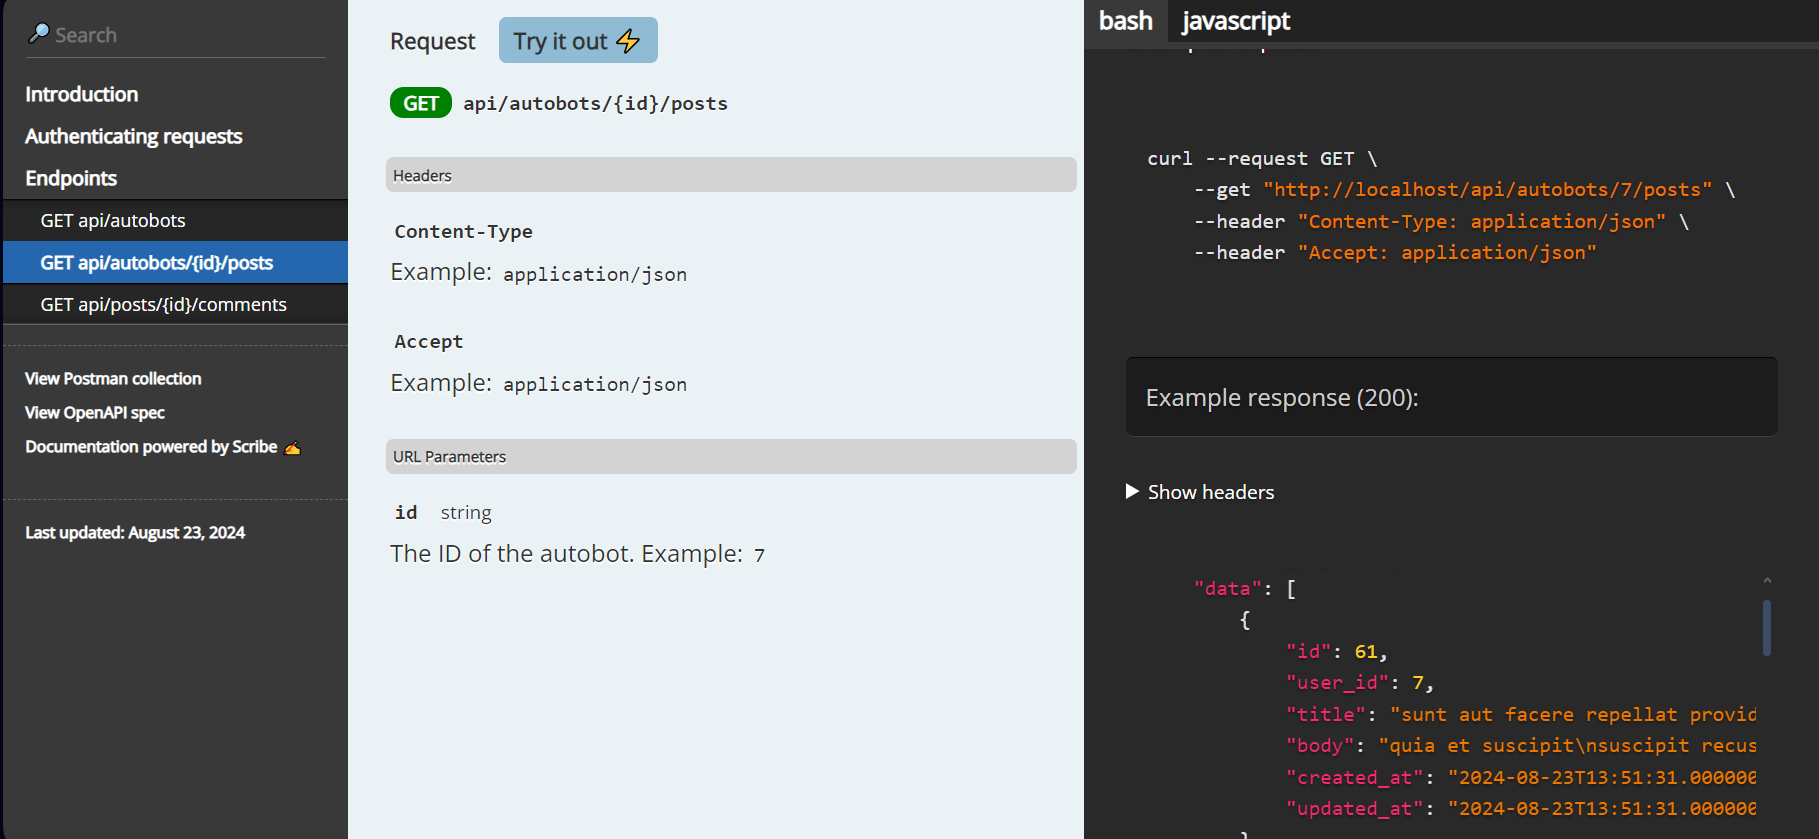 Search
Introduction
Authenticating requests
Endpoints
GET api/autobots
GET api/autobots/{id}/posts
GET api/posts/{id}/comments
View Postman collection
View OpenAPI spec
Documentation powered by Scribe ✍
Last updated: August 23, 2024
Request
Try it out ⚡
GET api/autobots/{id}/posts
Headers
Content-Type
Example: application/json
Accept
Example: application/json
URL Parameters
id string
The ID of the autobot. Example: 7
bash javascript
curl --request GET \
--get "http://localhost/api/autobots/7/posts" \
--header "Content-Type: application/json" \
--header "Accept: application/json"
Example response (200):
Show headers
"data": [
{
"id": 61,
"user_id": 7,
"title": "sunt aut facere repellat provid
"body": "quia et suscipit\nsuscipit recus
"created_at": "2024-08-23T13:51:31.000000
"updated_at": "2024-08-23T13:51:31.000000